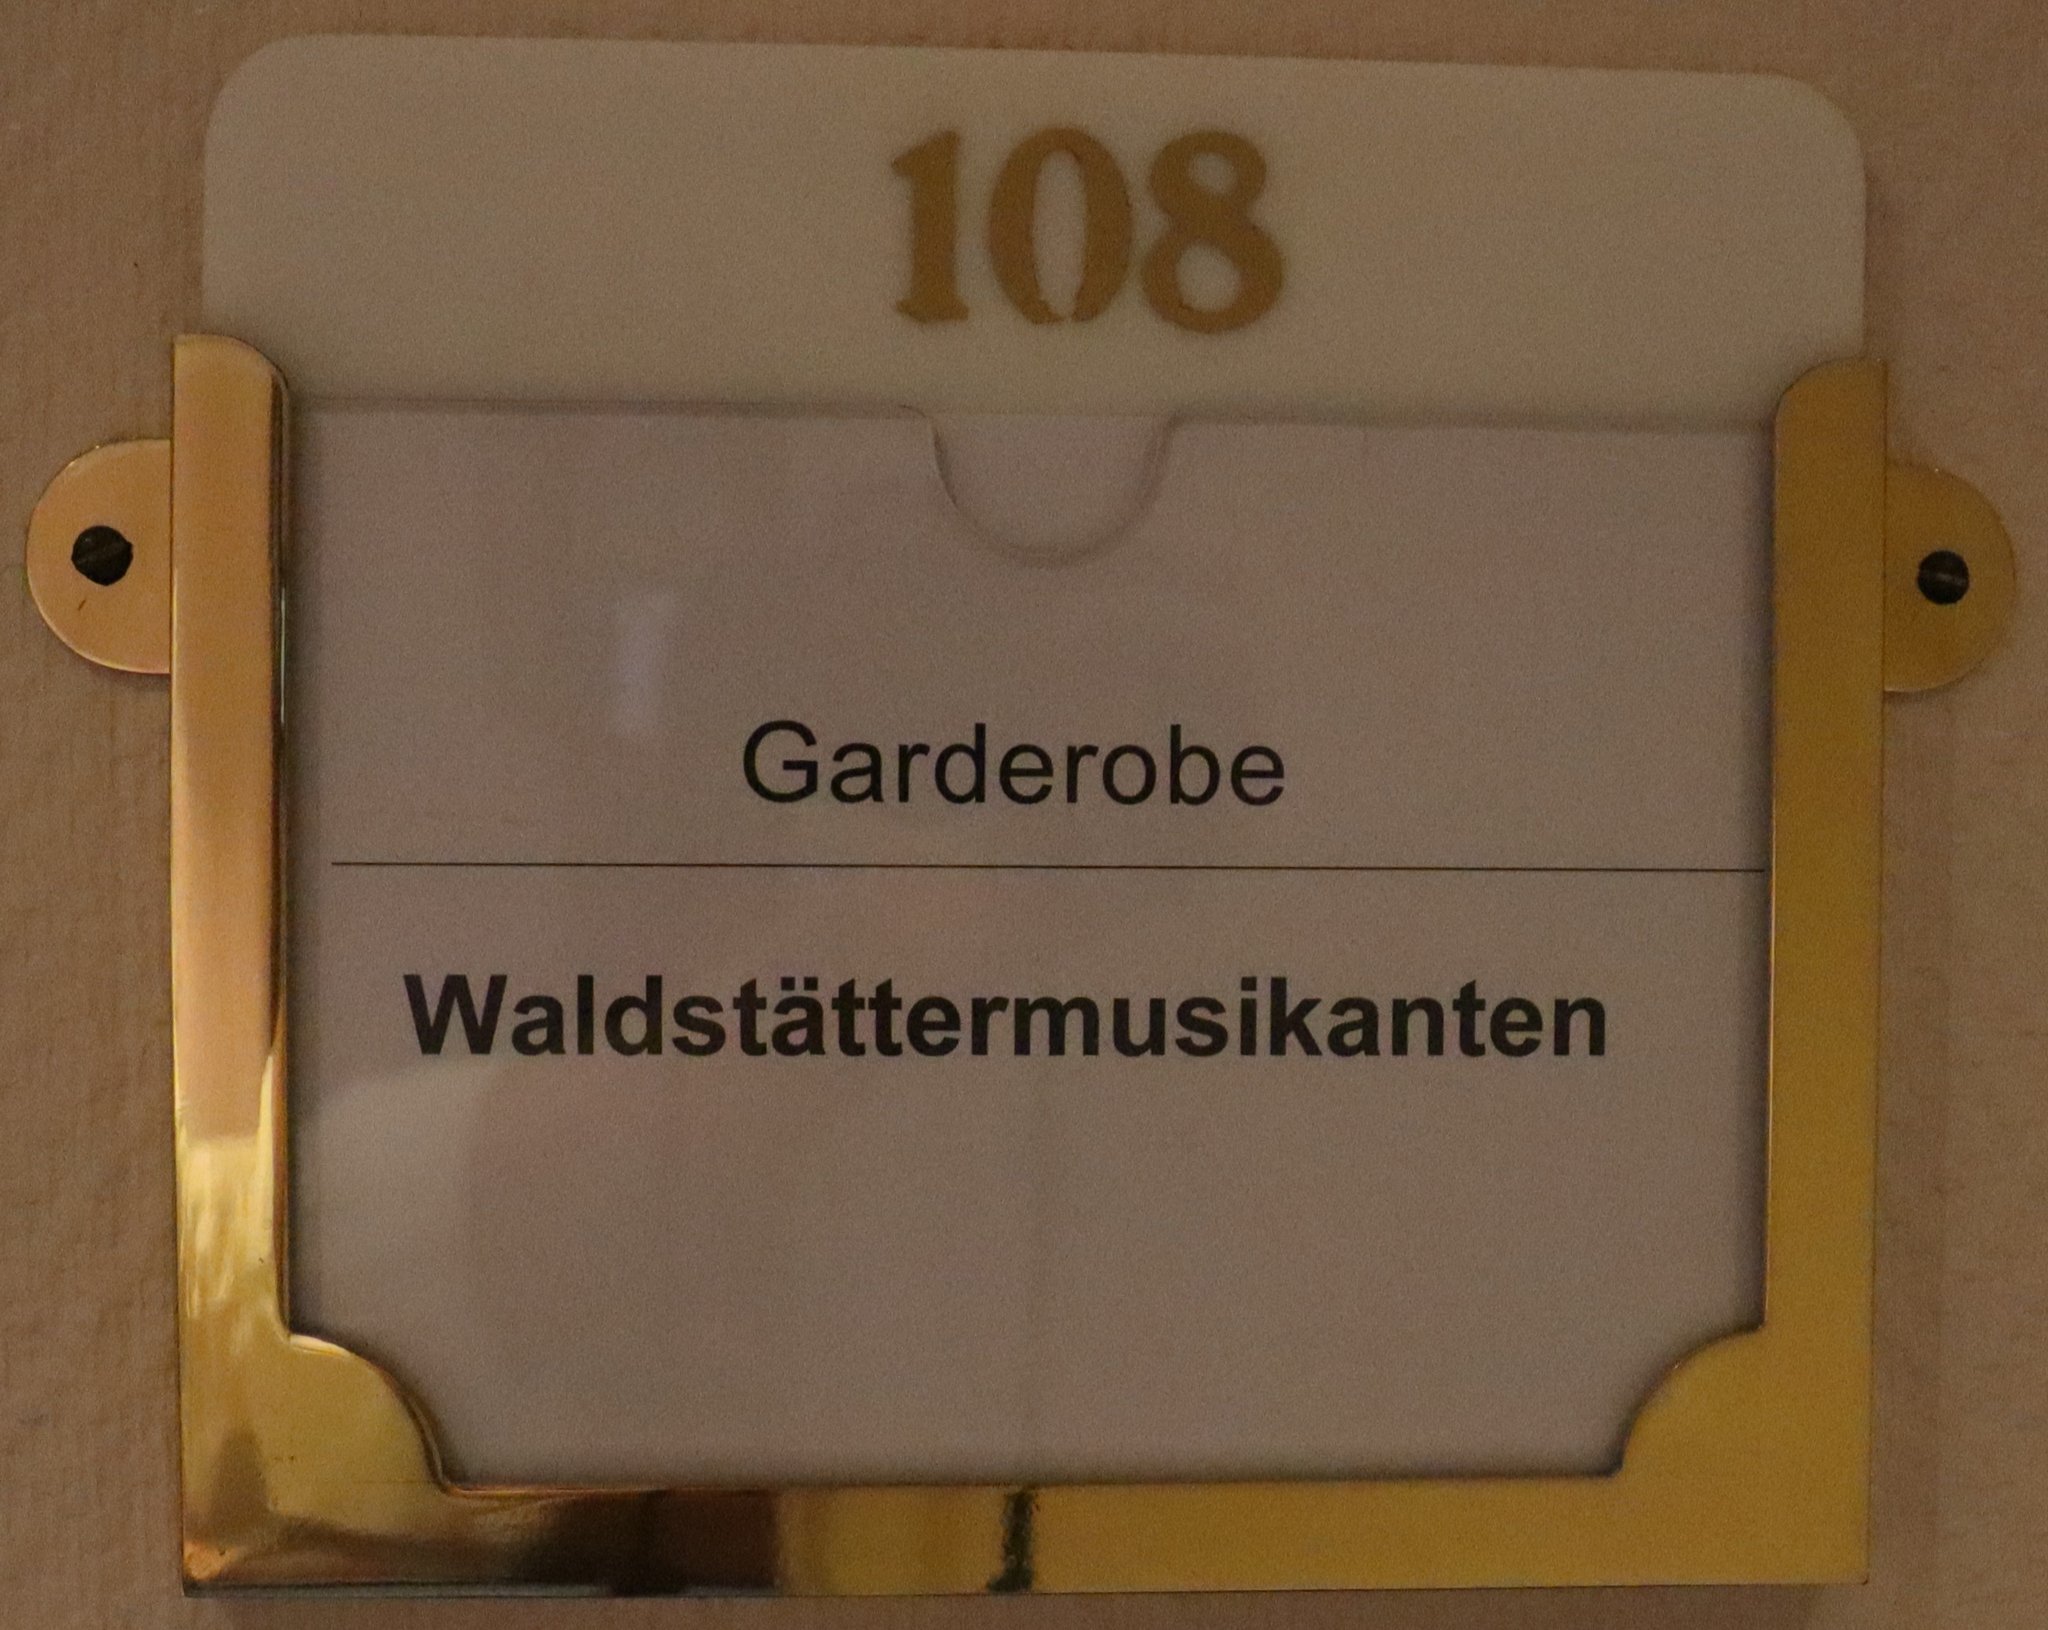 108
Garderobe
Waldstättermusikanten